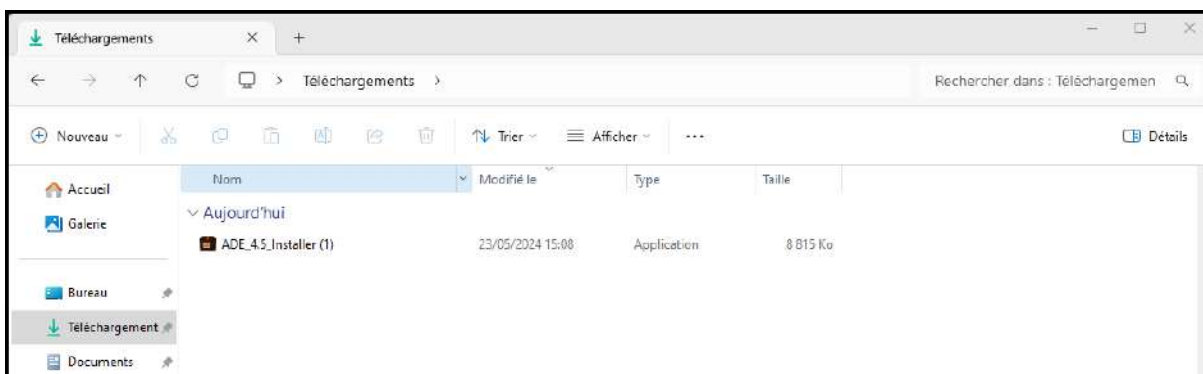 Téléchargements
Téléchargements
Rechercher dans : Téléchargemen
Nouveau
Trier
Afficher
Détails
Accueil
Galerie
Bureau
Téléchargement
Documents
Nom Modifié le Type Taille
Aujourd'hui
ADE_4.5_Installer (1) 23/05/2024 15:08 Application 8 815 Ko